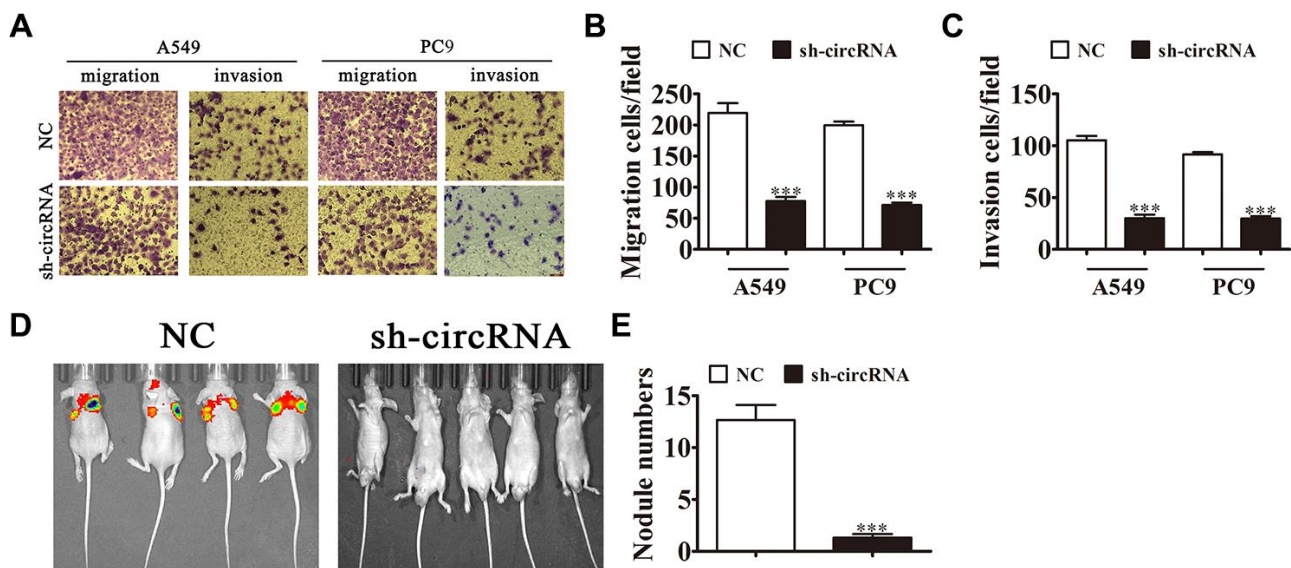 A
A549
PC9
migration
invasion
migration
invasion
NC
sh-circRNA
B
NC
sh-circRNA
Migration cells/field
250
200
150
100
75
50
0
***
***
A549
PC9
C
NC
sh-circRNA
Invasion cells/field
150
100
50
0
***
***
A549
PC9
D
NC
sh-circRNA
E
NC
sh-circRNA
Nodule numbers
15
10
5
0
***